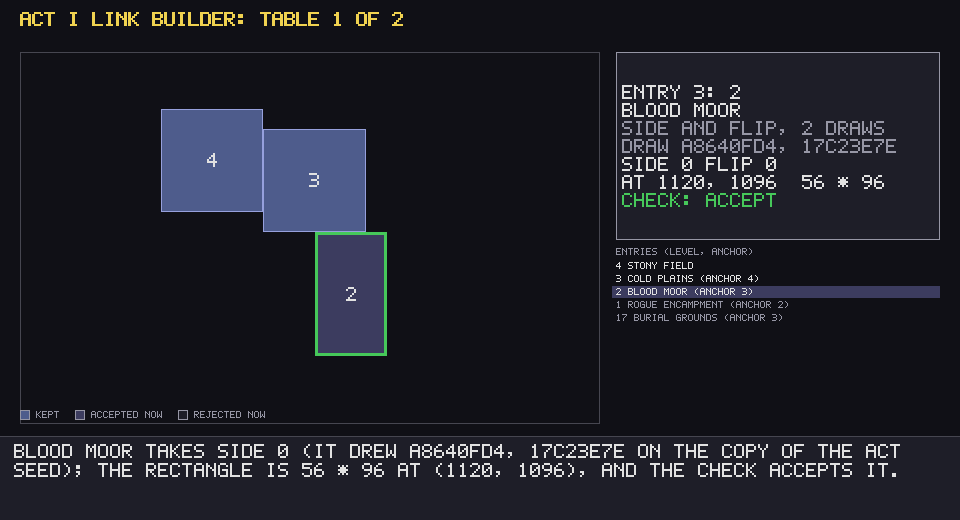 ACT I LINK BUILDER: TABLE 1 OF 2
4
3
2
ENTRY 3: 2
BLOOD MOOR
SIDE AND FLIP, 2 DRAWS
DRAW A8640FD4, 17C23E7E
SIDE 0 FLIP 0
AT 1120, 1096  56 * 96
CHECK: ACCEPT
ENTRIES (LEVEL, ANCHOR)
4 STONY FIELD
3 COLD PLAINS (ANCHOR 4)
2 BLOOD MOOR (ANCHOR 3)
1 ROGUE ENCAMPMENT (ANCHOR 2)
17 BURIAL GROUNDS (ANCHOR 3)
KEPT ACCEPTED NOW REJECTED NOW
BLOOD MOOR TAKES SIDE 0 (IT DREW A8640FD4, 17C23E7E ON THE COPY OF THE ACT
SEED); THE RECTANGLE IS 56 * 96 AT (1120, 1096), AND THE CHECK ACCEPTS IT.